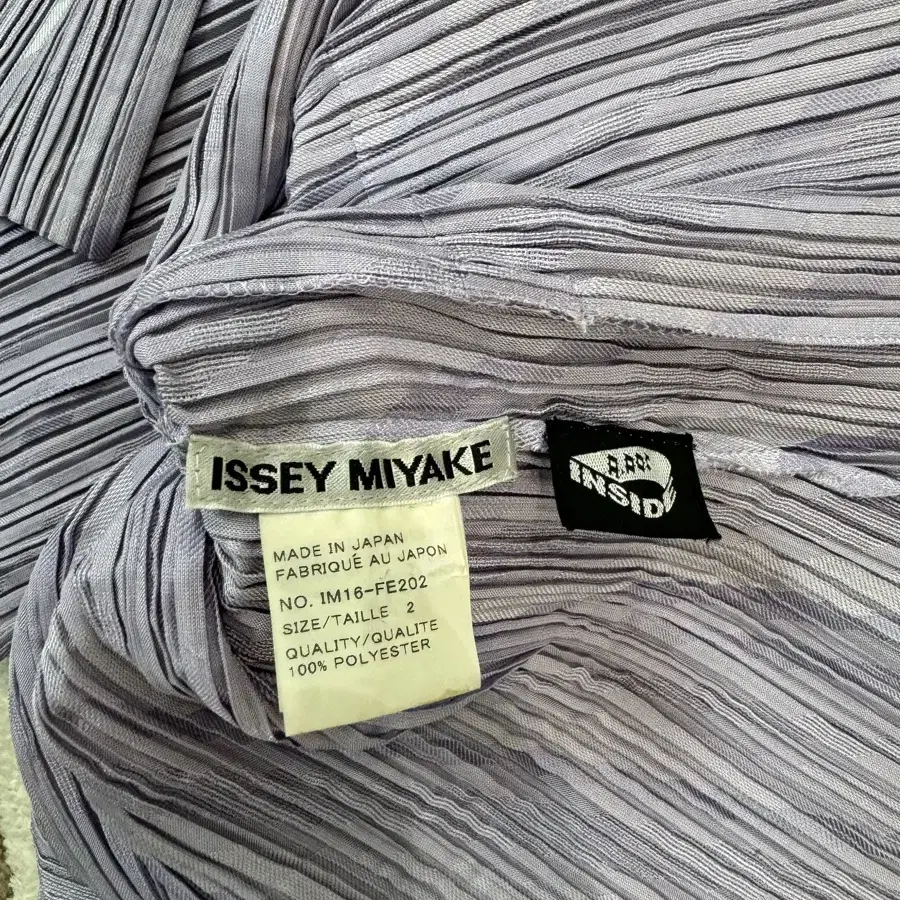 ISSEY MIYAKE
INSIDE
MADE IN JAPAN
FABRIQUÉ AU JAPON
NO. IM16-FE202
SIZE/TAILLE 2
QUALITY/QUALITE
100% POLYESTER